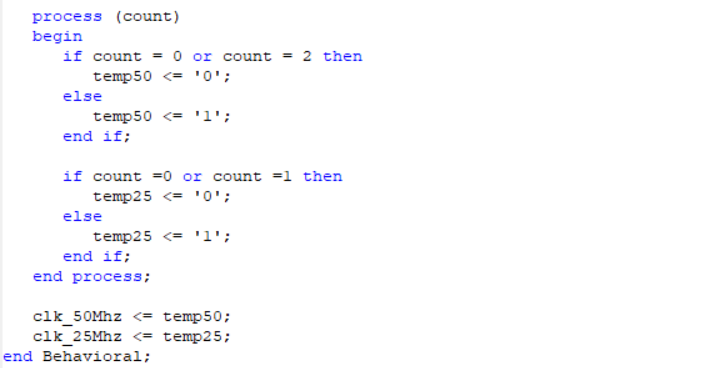 process (count)
begin
if count = 0 or count = 2 then
temp50 <= '0';
else
temp50 <= '1';
end if;
if count =0 or count =1 then
temp25 <= '0';
else
temp25 <= '1';
end if;
end process;
clk_50Mhz <= temp50;
clk_25Mhz <= temp25;
end Behavioral;